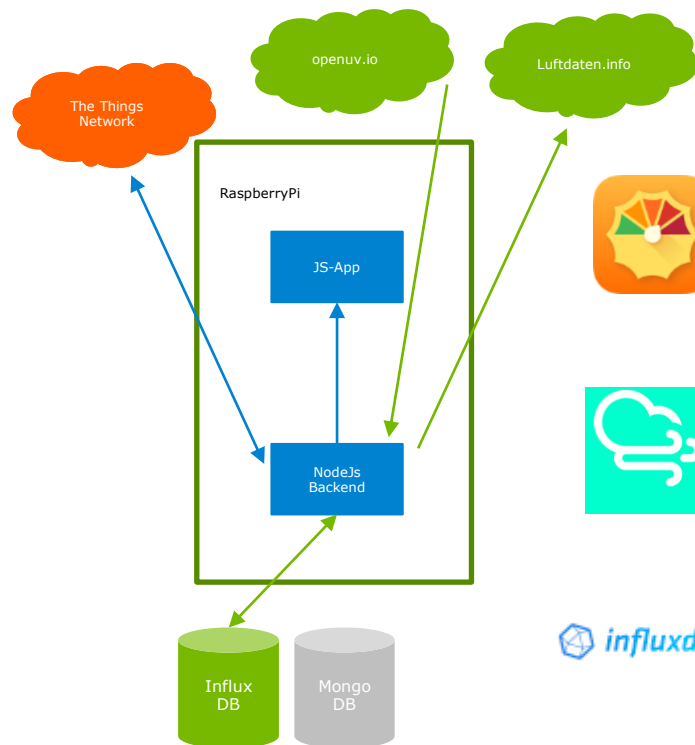 openuv.io
Luftdaten.info
The Things
Network
RaspberryPi
JS-App
NodeJs
Backend
Influx
DB
Mongo
DB
influxd